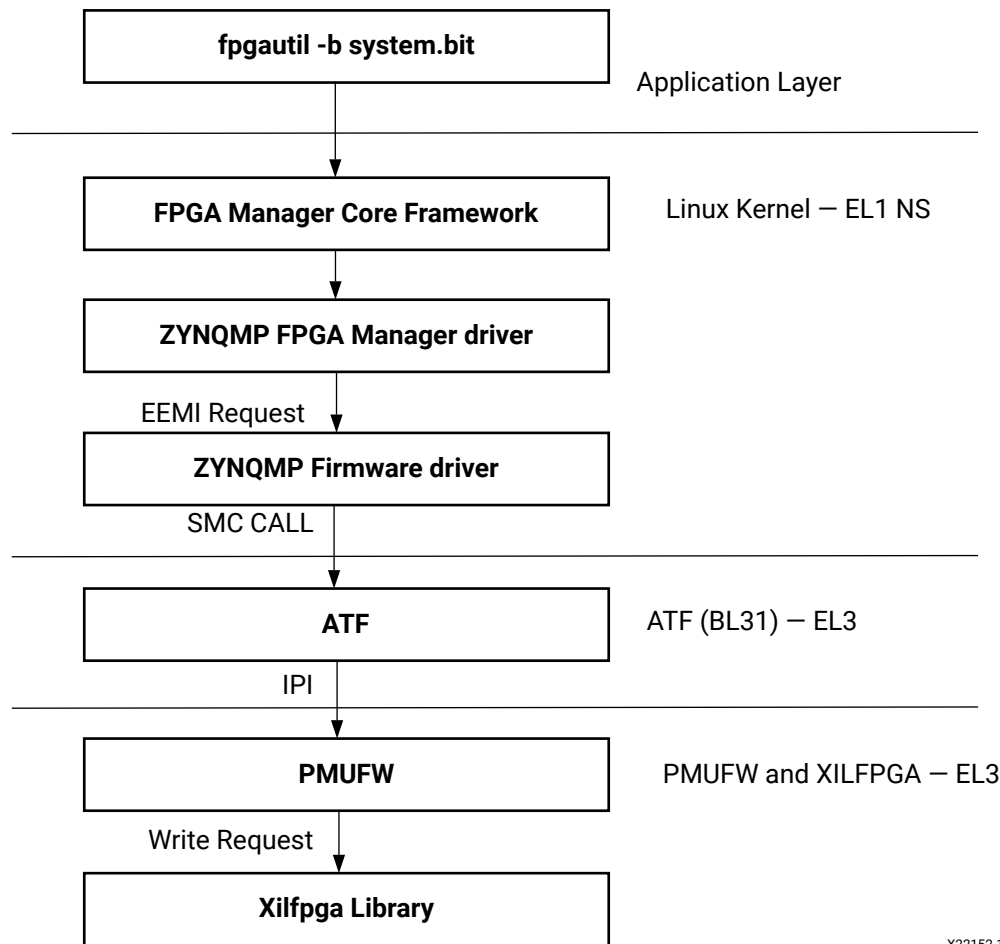 fpgautil -b system.bit
Application Layer
FPGA Manager Core Framework
Linux Kernel — EL1 NS
ZYNQMP FPGA Manager driver
EEMI Request
ZYNQMP Firmware driver
SMC CALL
ATF
ATF (BL31) — EL3
IPI
PMUFW
PMUFW and XILFPGA — EL3
Write Request
Xilfpga Library